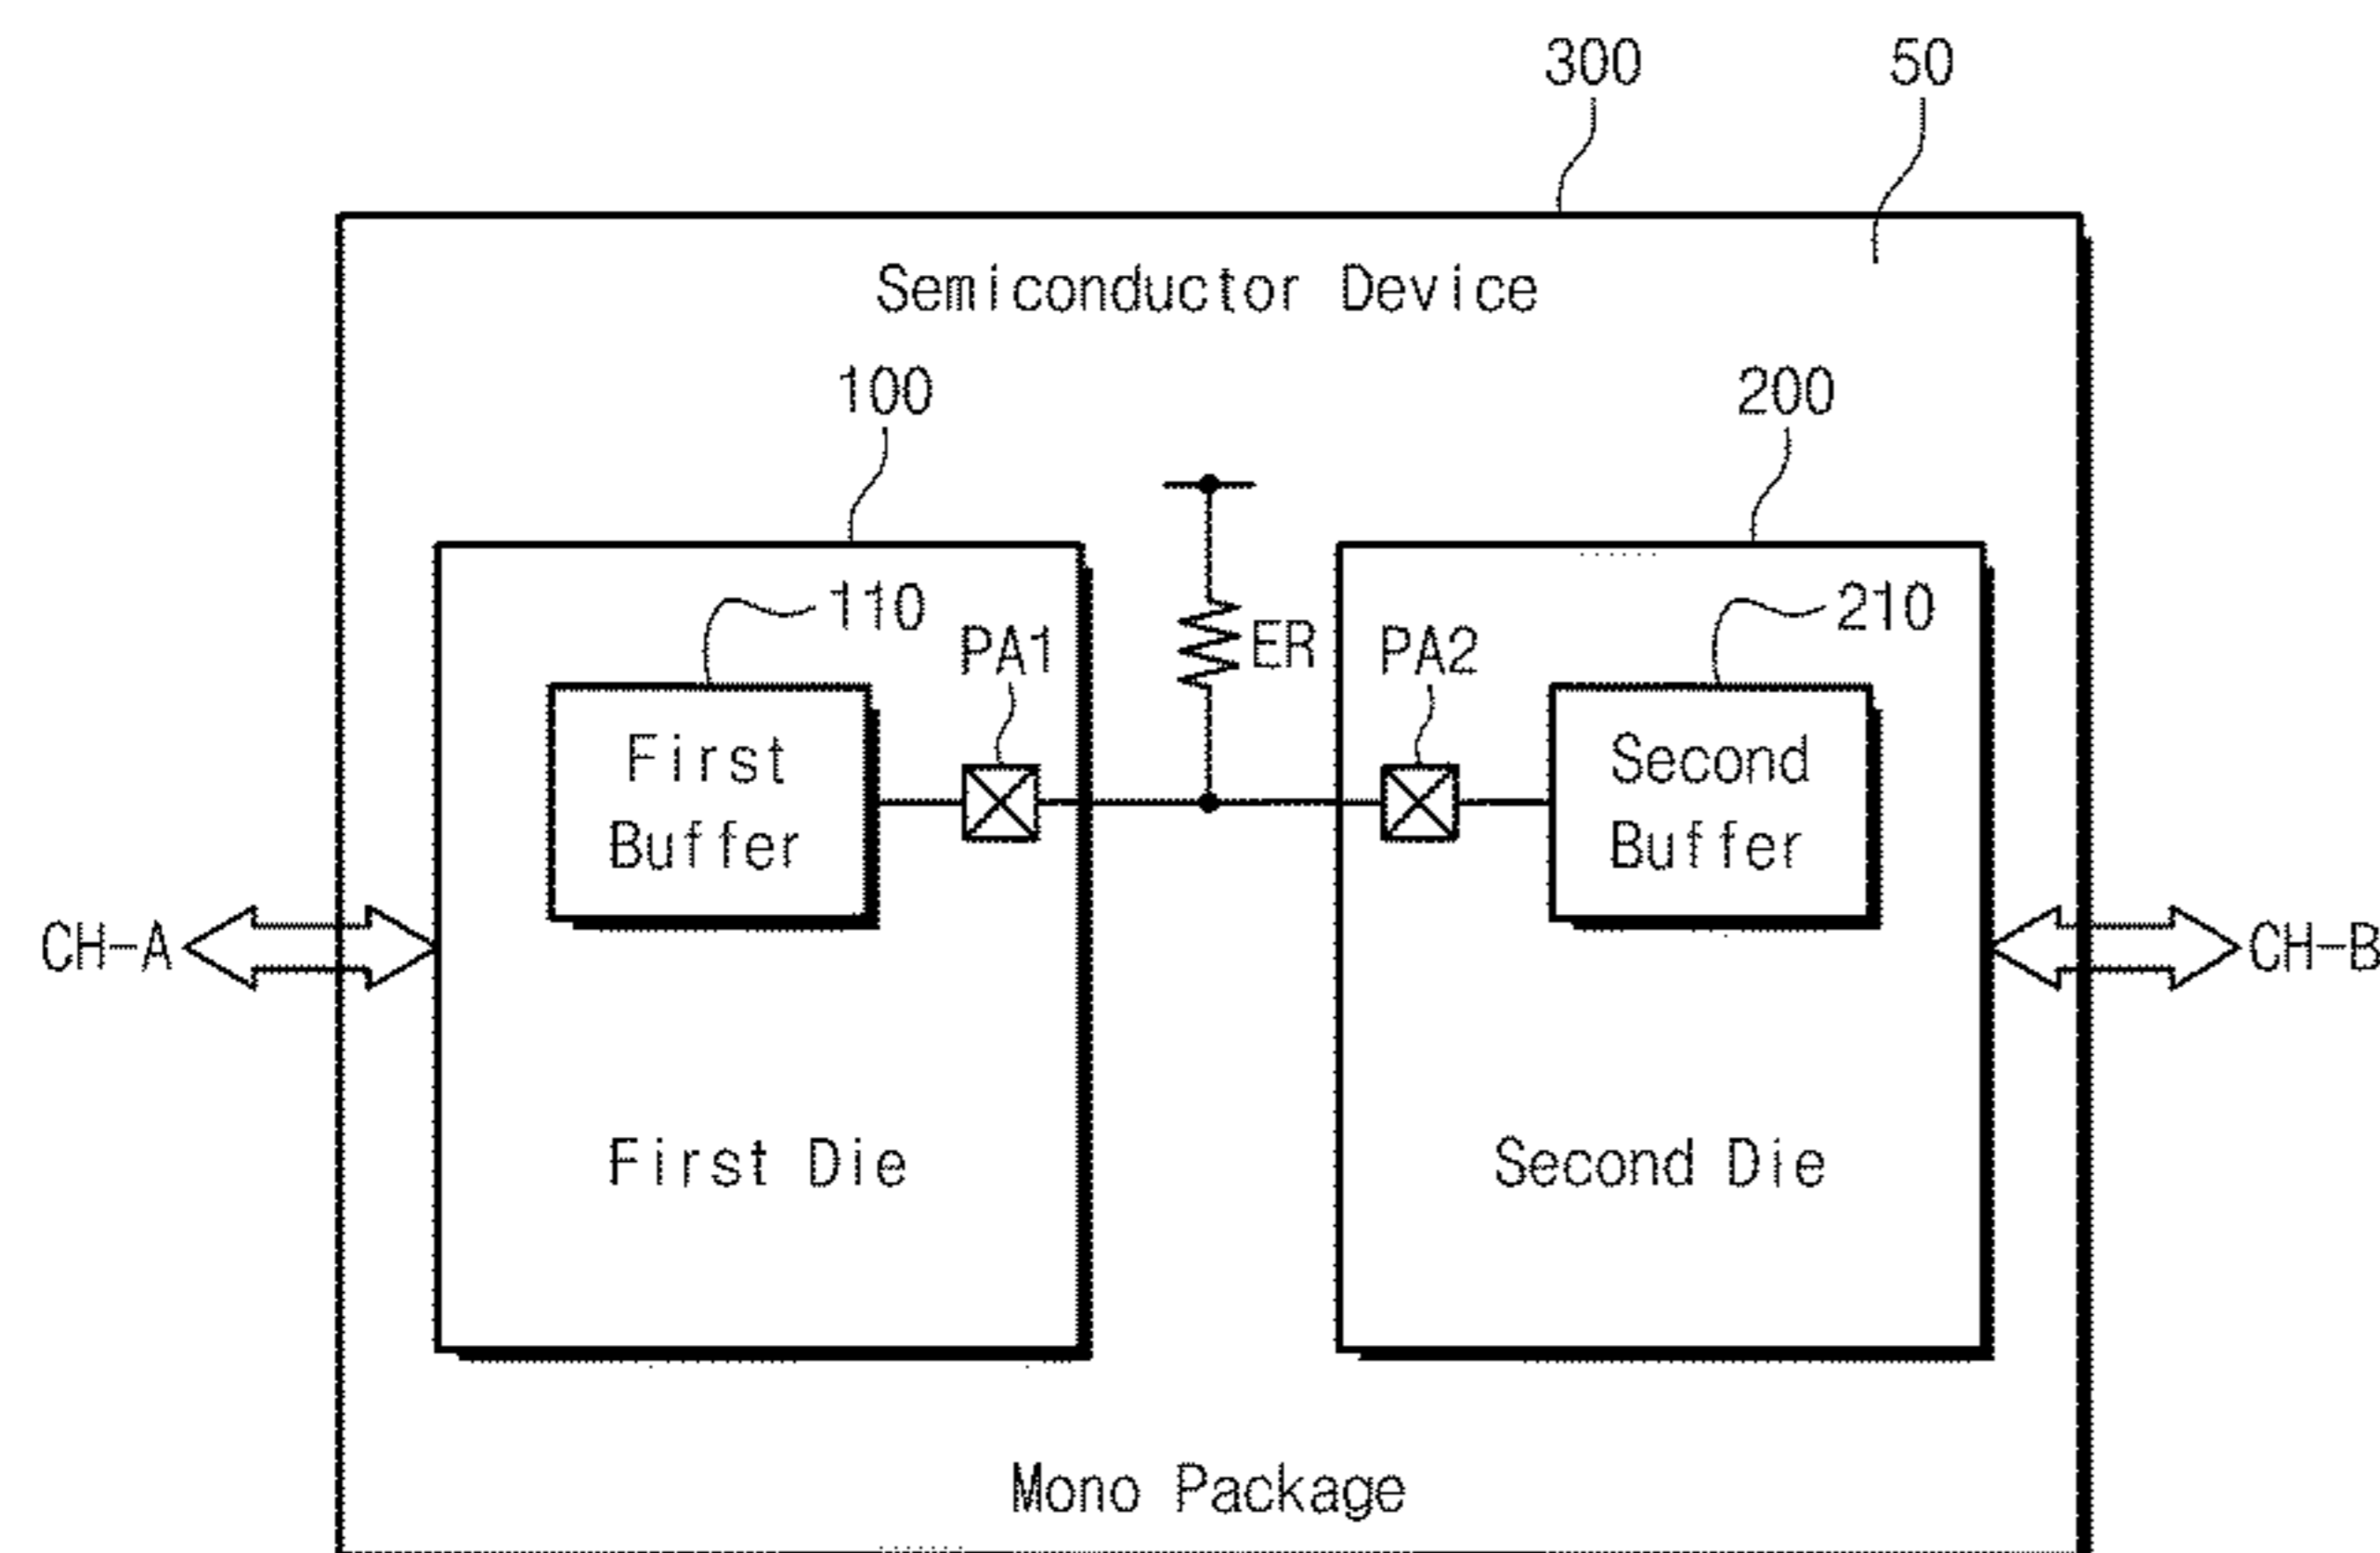 300
50
Semiconductor Device
100
200
110
PA1
ER
PA2
210
First
Buffer
Second
Buffer
CH-A
CH-B
First Die
Second Die
Mono Package